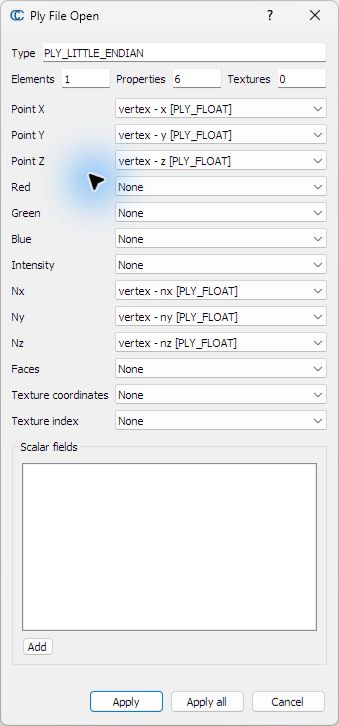 Ply File Open
Type PLY_LITTLE_ENDIAN
Elements 1 Properties 6 Textures 0
Point X vertex - x [PLY_FLOAT]
Point Y vertex - y [PLY_FLOAT]
Point Z vertex - z [PLY_FLOAT]
Red None
Green None
Blue None
Intensity None
Nx vertex - nx [PLY_FLOAT]
Ny vertex - ny [PLY_FLOAT]
Nz vertex - nz [PLY_FLOAT]
Faces None
Texture coordinates None
Texture index None
Scalar fields
Add
Apply Apply all Cancel